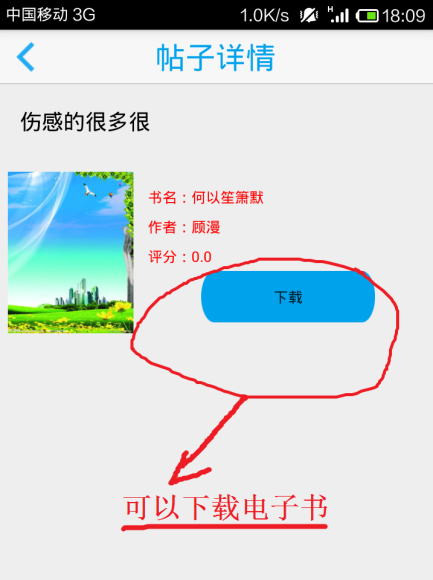 中国移动 3G 1.0K/s H 18:09
帖子详情
伤感的很多很
书名：何以笙箫默
作者：顾漫
评分：0.0
下载
可以下载电子书